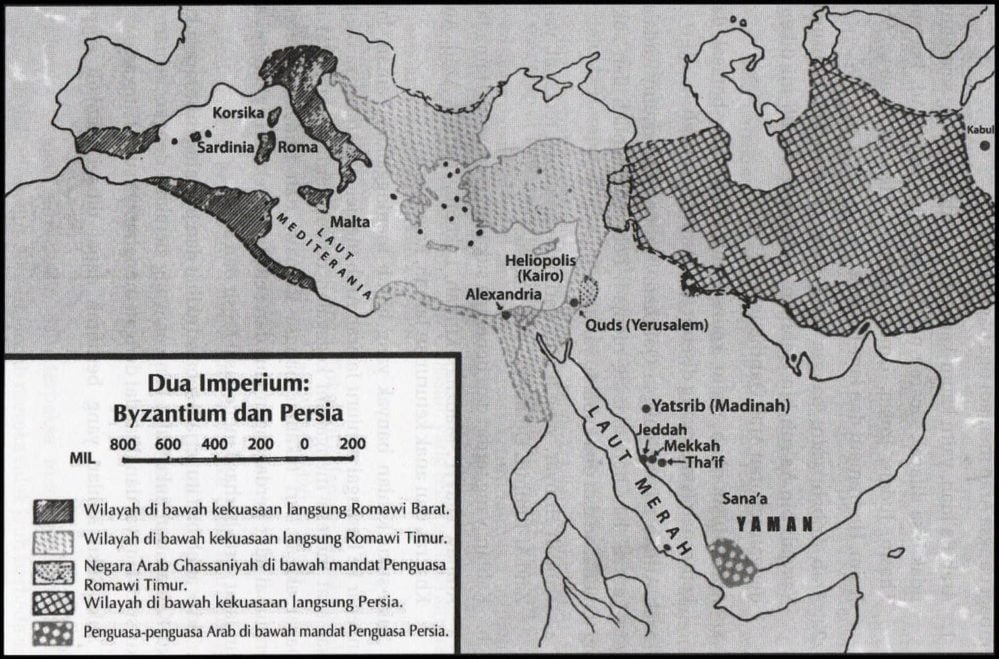 Korsika
Sardinia
Roma
Malta
LAUT
MEDITERANIA
Heliopolis
(Kairo)
Alexandria
Quds (Yerusalem)
Kabul
Yatsrib (Madinah)
Jeddah
Mekkah
Tha'if
LAUT MERAH
Sana'a
YAMAN
Dua Imperium:
Byzantium dan Persia
800 600 400 200 0 200
MIL
Wilayah di bawah kekuasaan langsung Romawi Barat.
Wilayah di bawah kekuasaan langsung Romawi Timur.
Negara Arab Ghassaniyah di bawah mandat Penguasa
Romawi Timur.
Wilayah di bawah kekuasaan langsung Persia.
Penguasa-penguasa Arab di bawah mandat Penguasa Persia.